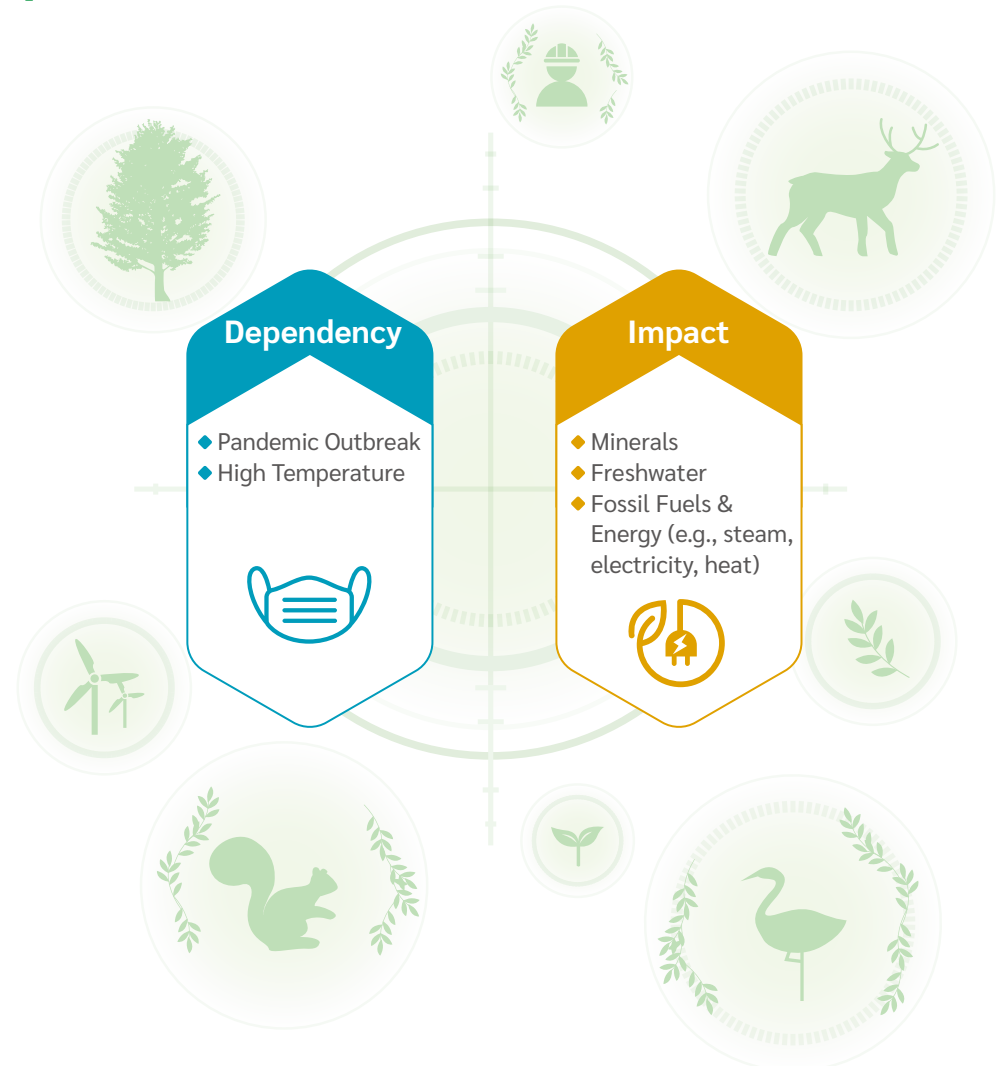 Dependency
Pandemic Outbreak
High Temperature
Impact
Minerals
Freshwater
Fossil Fuels &
Energy (e.g., steam,
electricity, heat)